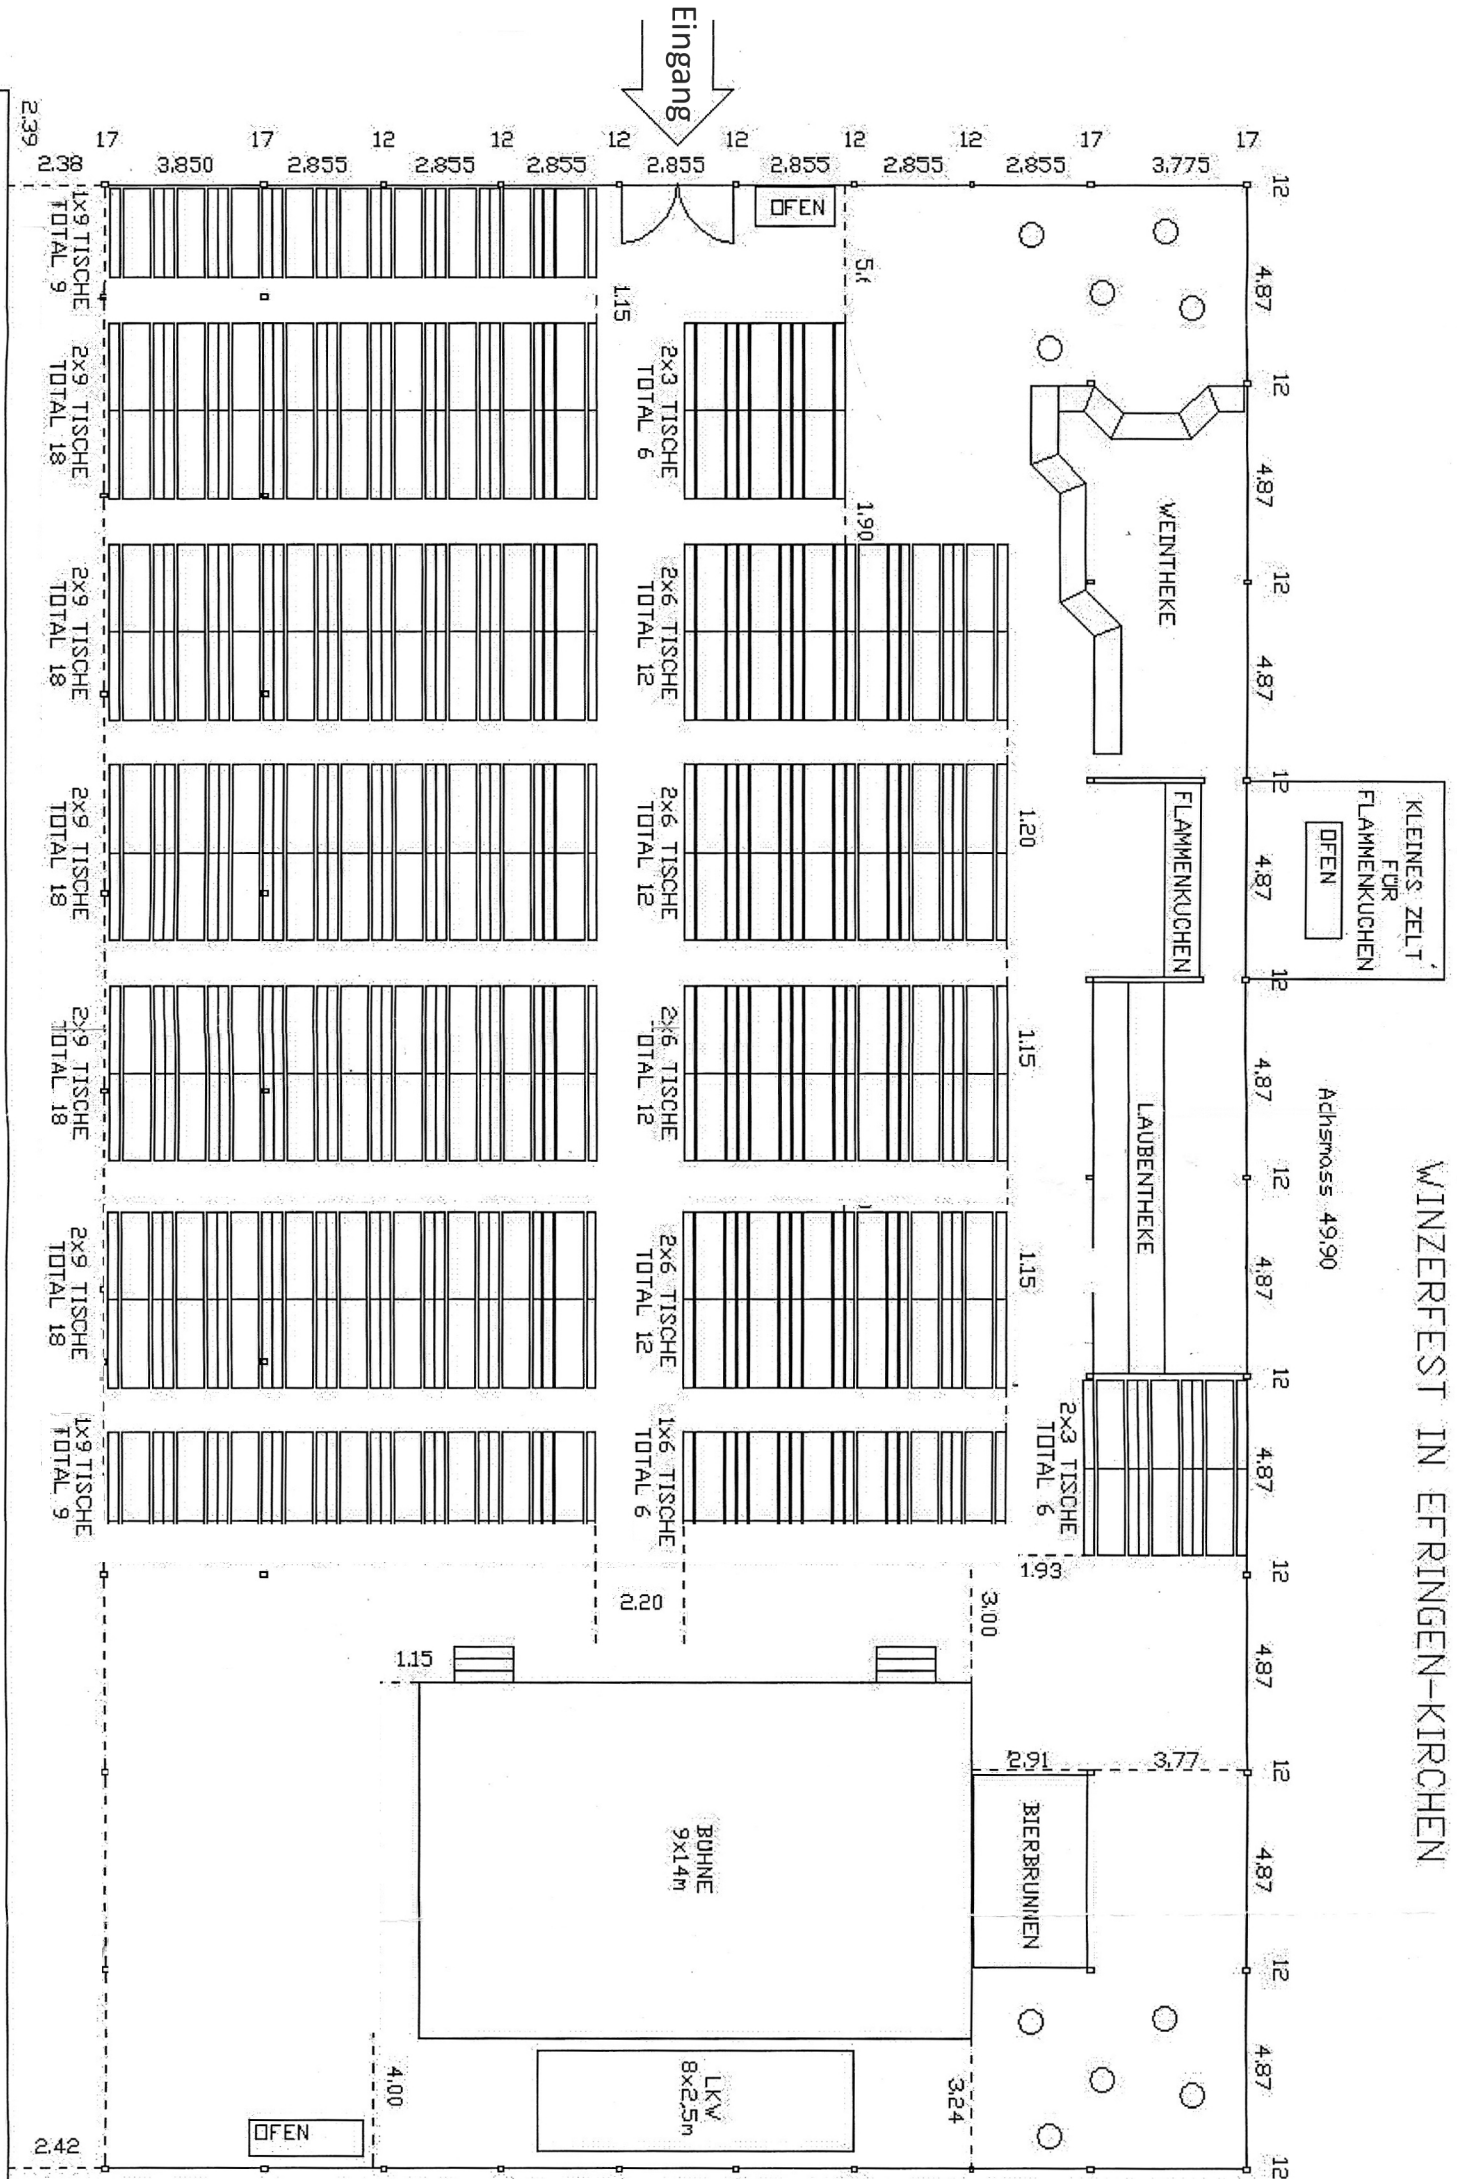 WINZERFEST IN EFRINGEN-KIRCHEN
Achsmass 49.90
KLEINES ZELT
FÜR
FLAMMENKUCHEN
OFEN
12
4.87
12
4.87
12
4.87
12
4.87
12
4.87
12
4.87
12
4.87
12
4.87
12
4.87
12
4.87
12
Eingang
17
3.775
17
2.855
12
2.855
12
2.855
12
2.855
12
2.855
12
2.855
12
2.855
17
3.850
17
2.38
2.39
WEINTHEKE
FLAMMENKUCHEN
LAUBENTHEKE
2x3 TISCHE
TOTAL 6
1.93
3.77
2.91
BIERBRUNNEN
OFEN
1.90
1.20
1.15
1.15
3.00
3.24
1.15
2x3 TISCHE
TOTAL 6
2x6 TISCHE
TOTAL 12
2x6 TISCHE
TOTAL 12
2x6 TISCHE
TOTAL 12
2x6 TISCHE
TOTAL 12
1x6 TISCHE
TOTAL 6
2.20
BÜHNE
9x14m
LKW
8x2,5m
1.15
4.00
OFEN
1x9 TISCHE
TOTAL 9
2x9 TISCHE
TOTAL 18
2x9 TISCHE
TOTAL 18
2x9 TISCHE
TOTAL 18
2x9 TISCHE
TOTAL 18
2x9 TISCHE
TOTAL 18
1x9 TISCHE
TOTAL 9
2.42